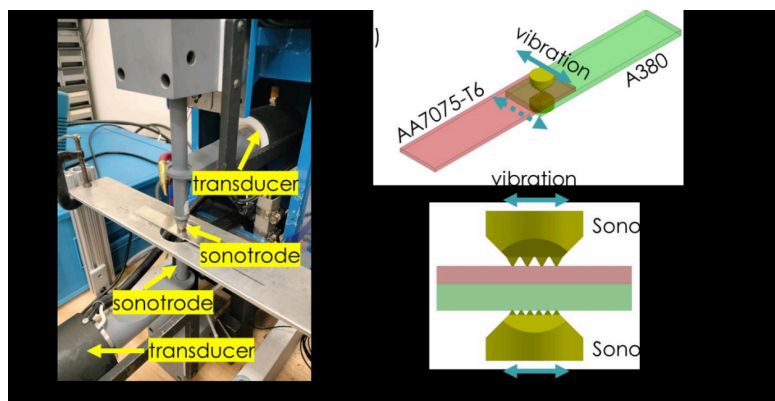 transducer
sonotrode
sonotrode
transducer
)
vibration
AA7075-T6
A380
vibration
Sono
Sono